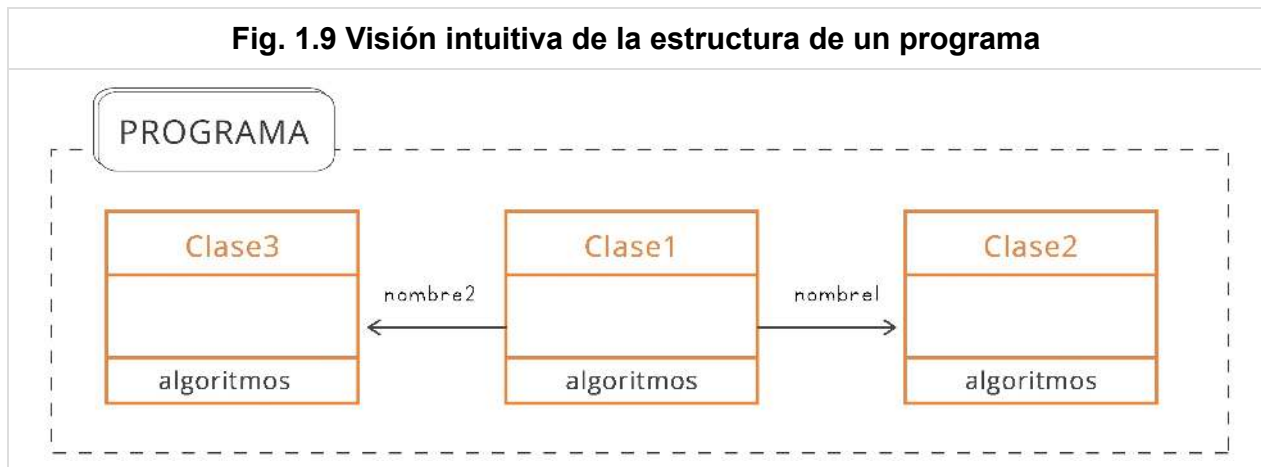 Fig. 1.9 Visión intuitiva de la estructura de un programa
PROGRAMA
Clase3
Clase1
Clase2
nombre2
nombre1
algoritmos
algoritmos
algoritmos